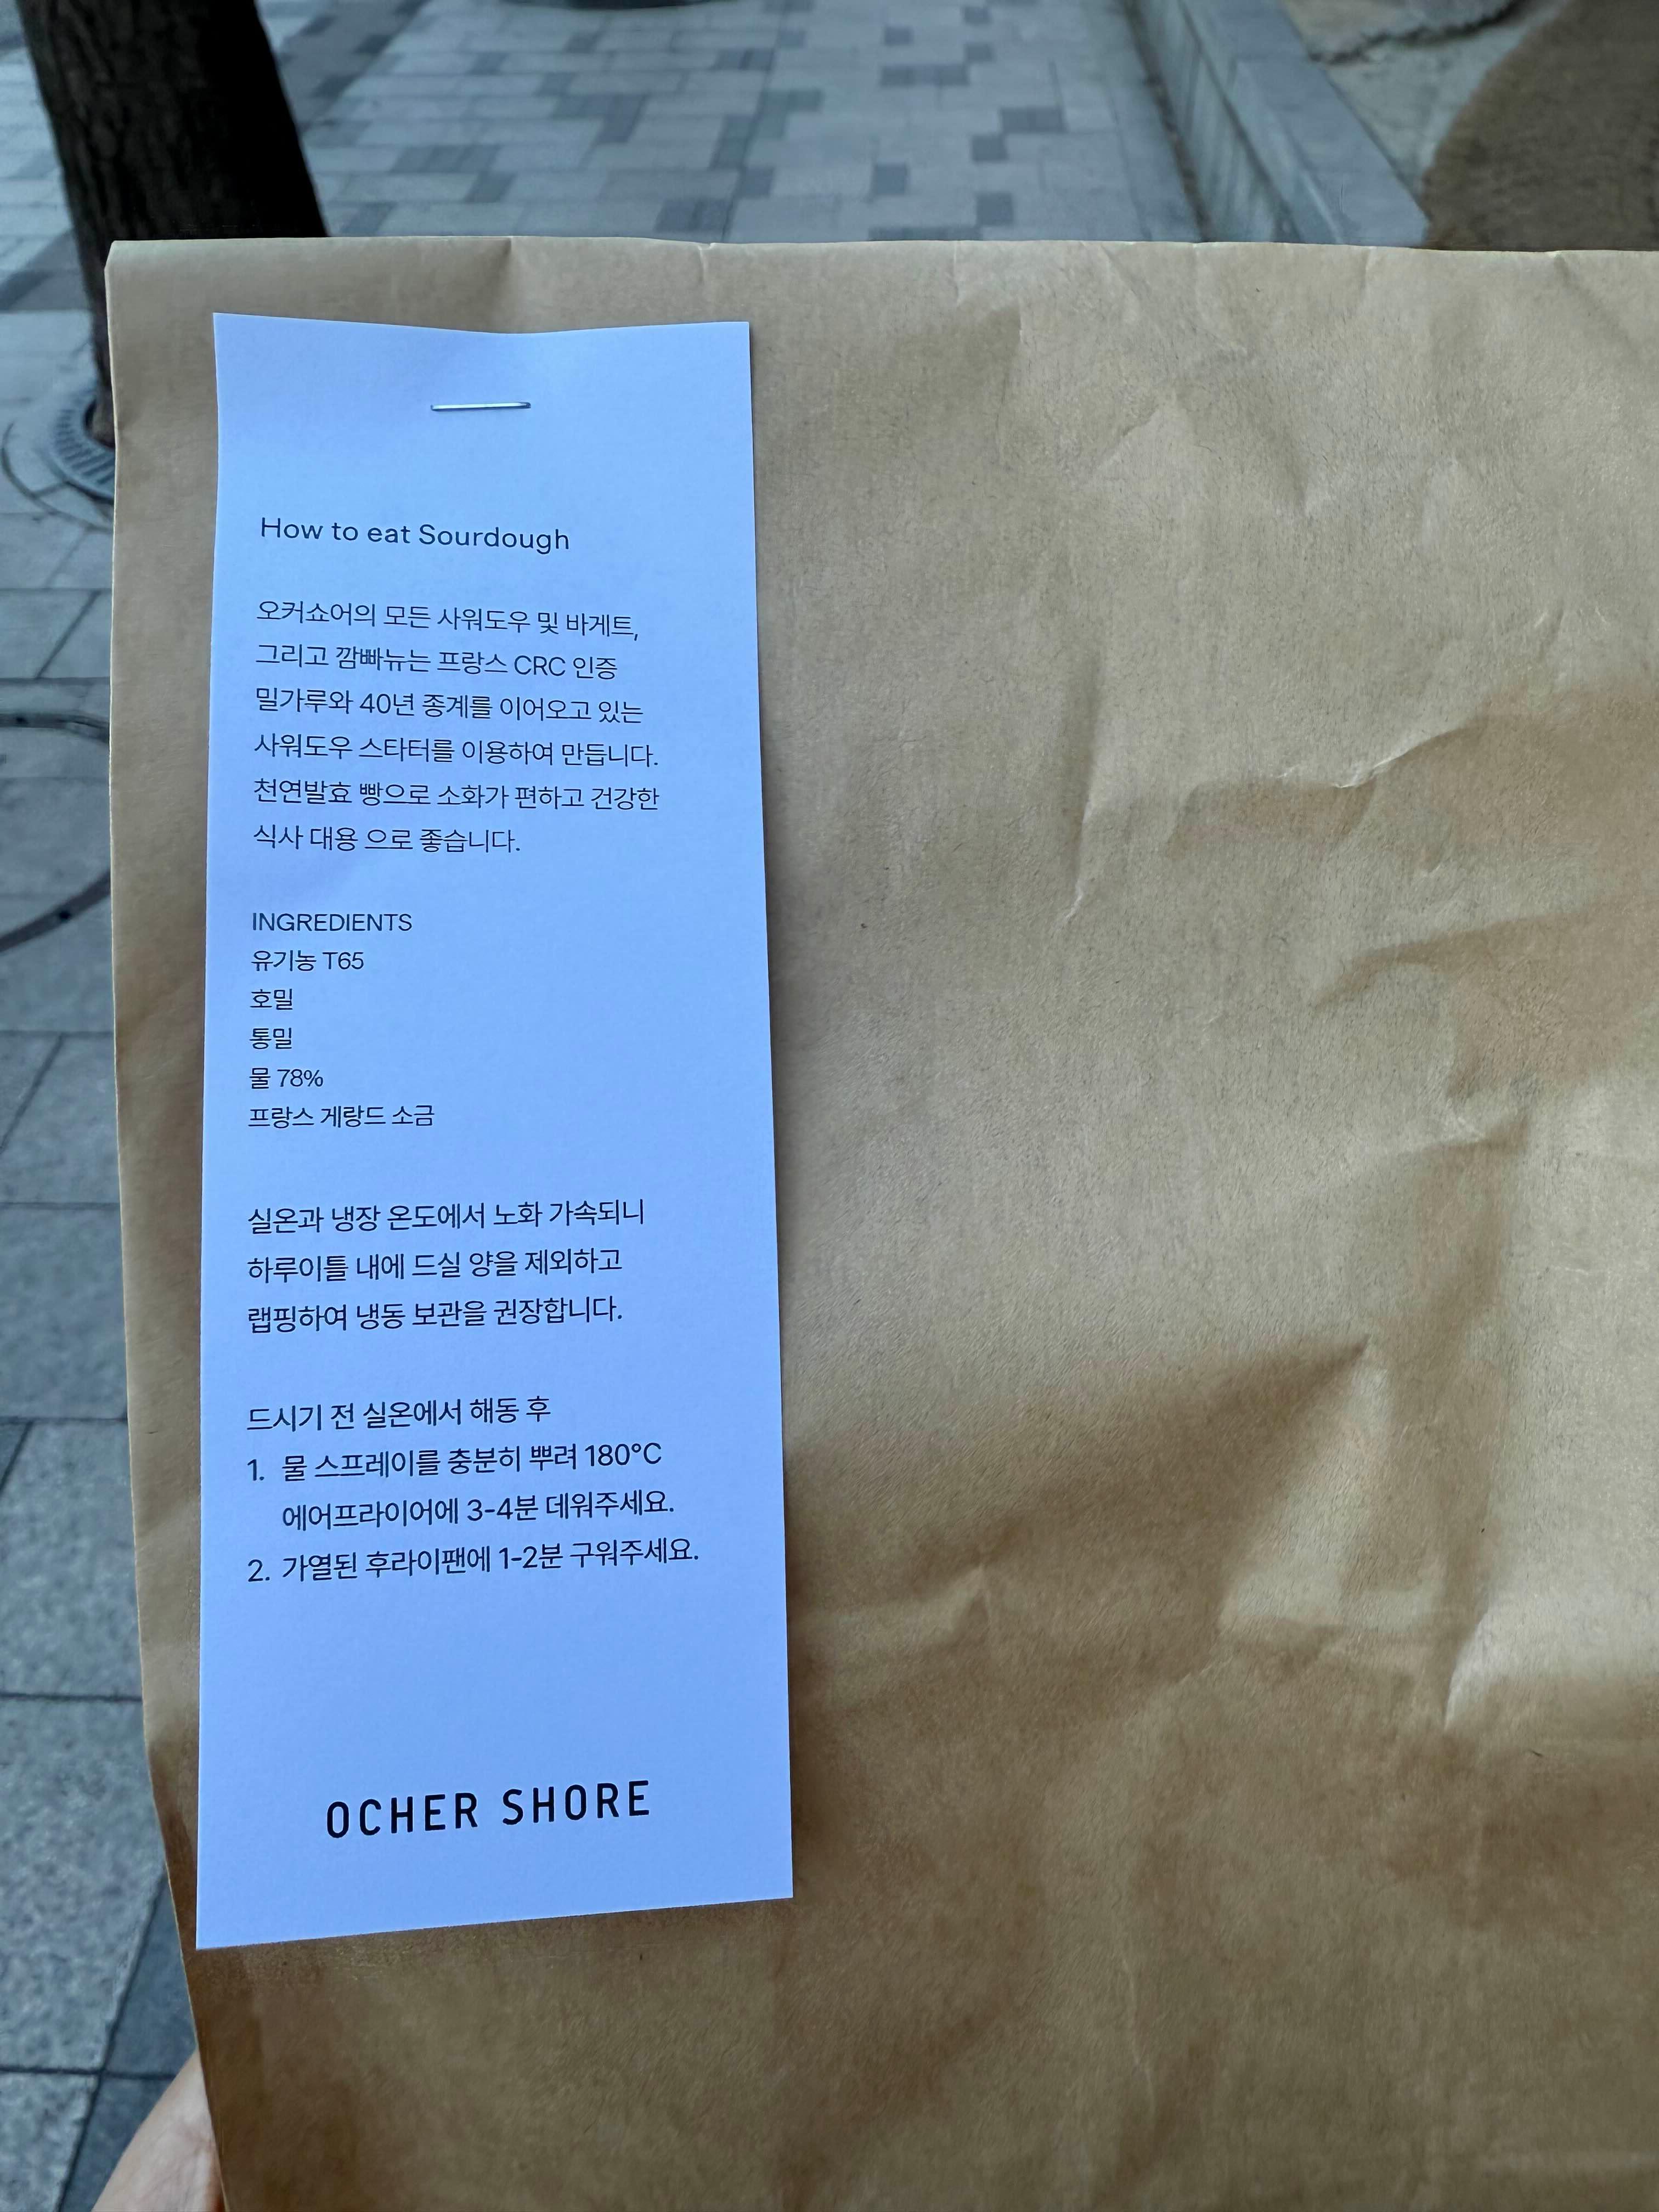 How to eat Sourdough
오커쇼어의 모든 사워도우 및 바게트,
그리고 깜빠뉴는 프랑스 CRC 인증
밀가루와 40년 종계를 이어오고 있는
사워도우 스타터를 이용하여 만듭니다.
천연발효 빵으로 소화가 편하고 건강한
식사 대용 으로 좋습니다.
INGREDIENTS
유기농 T65
호밀
통밀
물 78%
프랑스 게랑드 소금
실온과 냉장 온도에서 노화 가속되니
하루이틀 내에 드실 양을 제외하고
랩핑하여 냉동 보관을 권장합니다.
드시기 전 실온에서 해동 후
1. 물 스프레이를 충분히 뿌려 180°C
에어프라이어에 3-4분 데워주세요.
2. 가열된 후라이팬에 1-2분 구워주세요.
OCHER SHORE